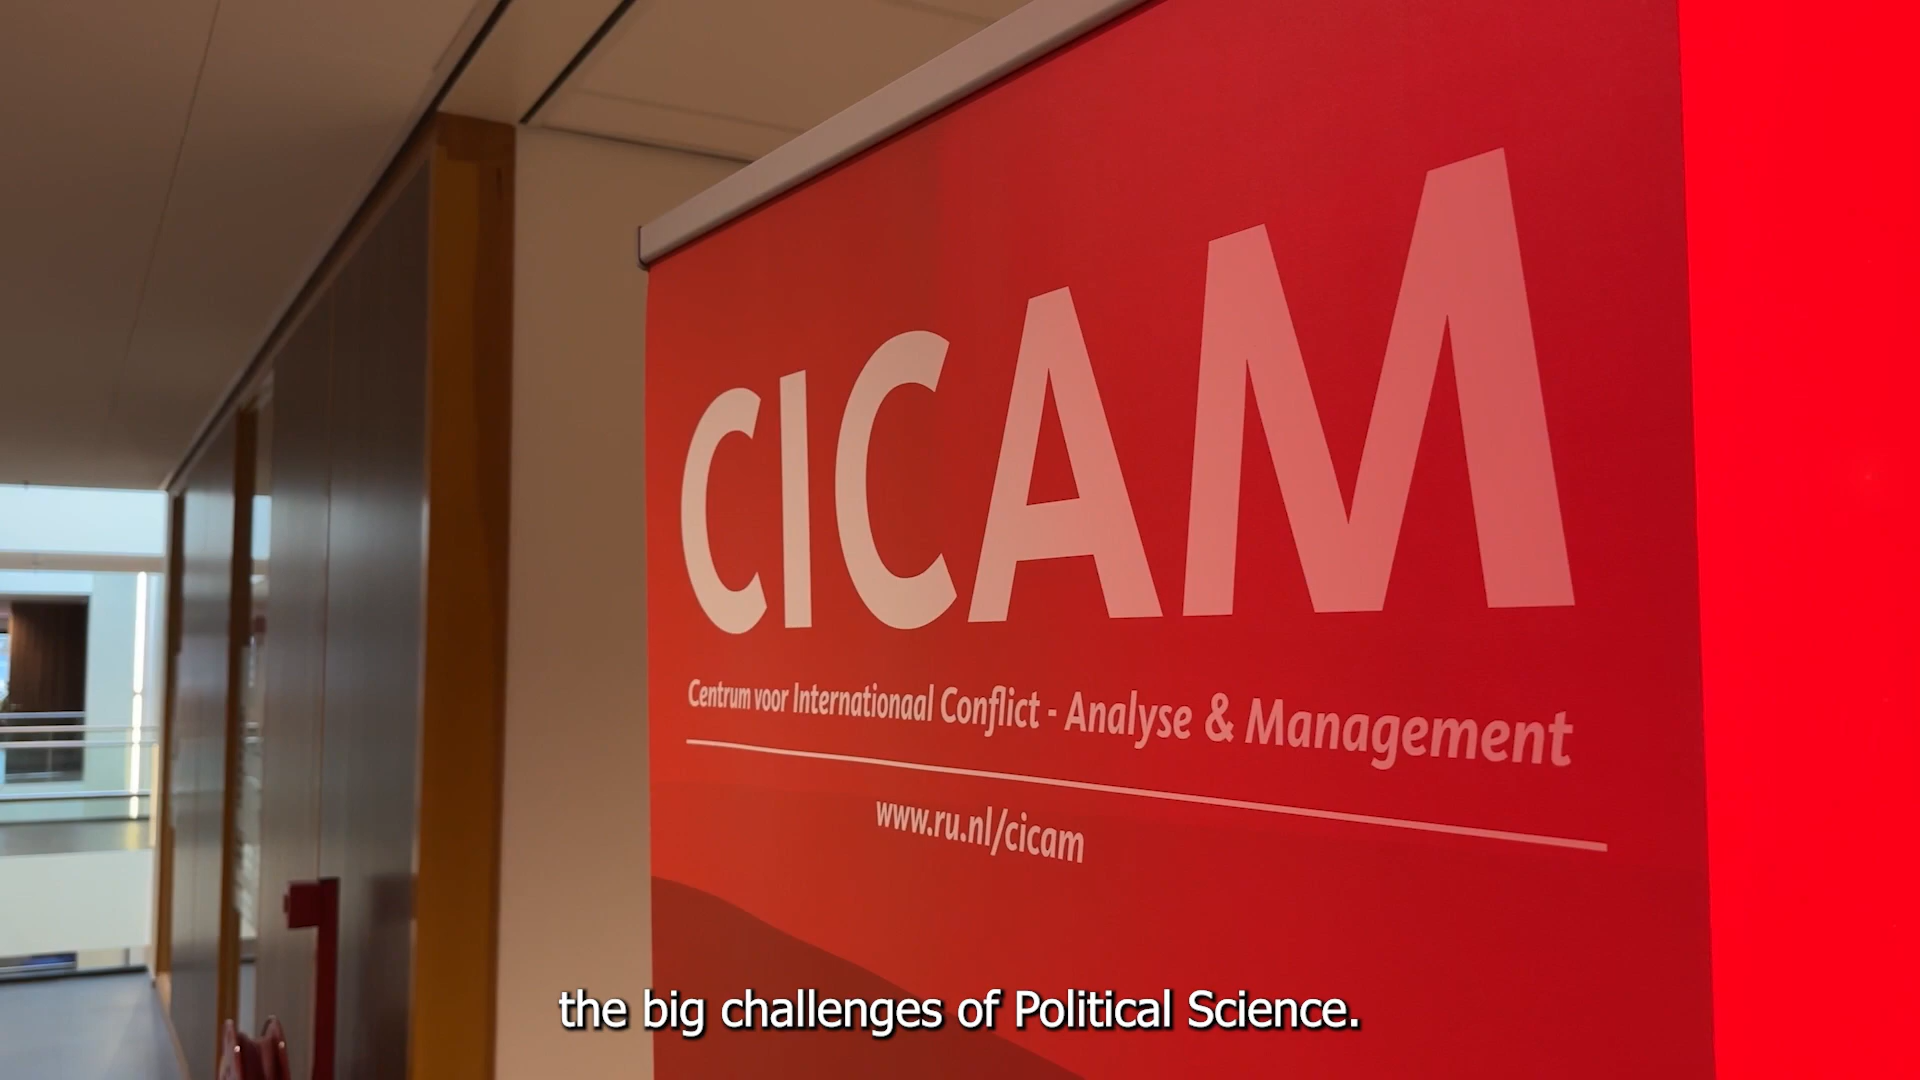 CICAM
Centrum voor Internationaal Conflict - Analyse & Management
www.ru.nl/cicam
the big challenges of Political Science.